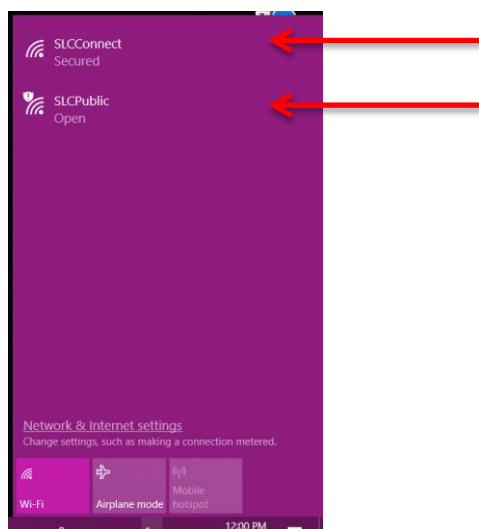 SLCConnect
Secured
SLCPublic
Open
Network & Internet settings
Change settings, such as making a connection metered.
Wi-Fi
Airplane mode
Mobile
hotspot
12:00 PM